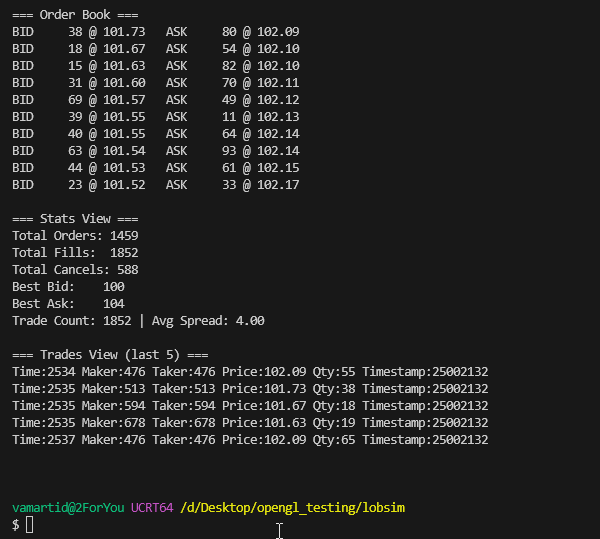 === Order Book ===
BID 38 @ 101.73 ASK 80 @ 102.09
BID 18 @ 101.67 ASK 54 @ 102.10
BID 15 @ 101.63 ASK 82 @ 102.10
BID 31 @ 101.60 ASK 70 @ 102.11
BID 69 @ 101.57 ASK 49 @ 102.12
BID 39 @ 101.55 ASK 11 @ 102.13
BID 40 @ 101.55 ASK 64 @ 102.14
BID 63 @ 101.54 ASK 93 @ 102.14
BID 44 @ 101.53 ASK 61 @ 102.15
BID 23 @ 101.52 ASK 33 @ 102.17
=== Stats View ===
Total Orders: 1459
Total Fills: 1852
Total Cancels: 588
Best Bid: 100
Best Ask: 104
Trade Count: 1852 | Avg Spread: 4.00
=== Trades View (last 5) ===
Time:2534 Maker:476 Taker:476 Price:102.09 Qty:55 Timestamp:25002132
Time:2535 Maker:513 Taker:513 Price:101.73 Qty:38 Timestamp:25002132
Time:2535 Maker:594 Taker:594 Price:101.67 Qty:18 Timestamp:25002132
Time:2535 Maker:678 Taker:678 Price:101.63 Qty:19 Timestamp:25002132
Time:2537 Maker:476 Taker:476 Price:102.09 Qty:65 Timestamp:25002132
vamartid@2ForYou UCRT64 /d/Desktop/opengl_testing/lobsim
$